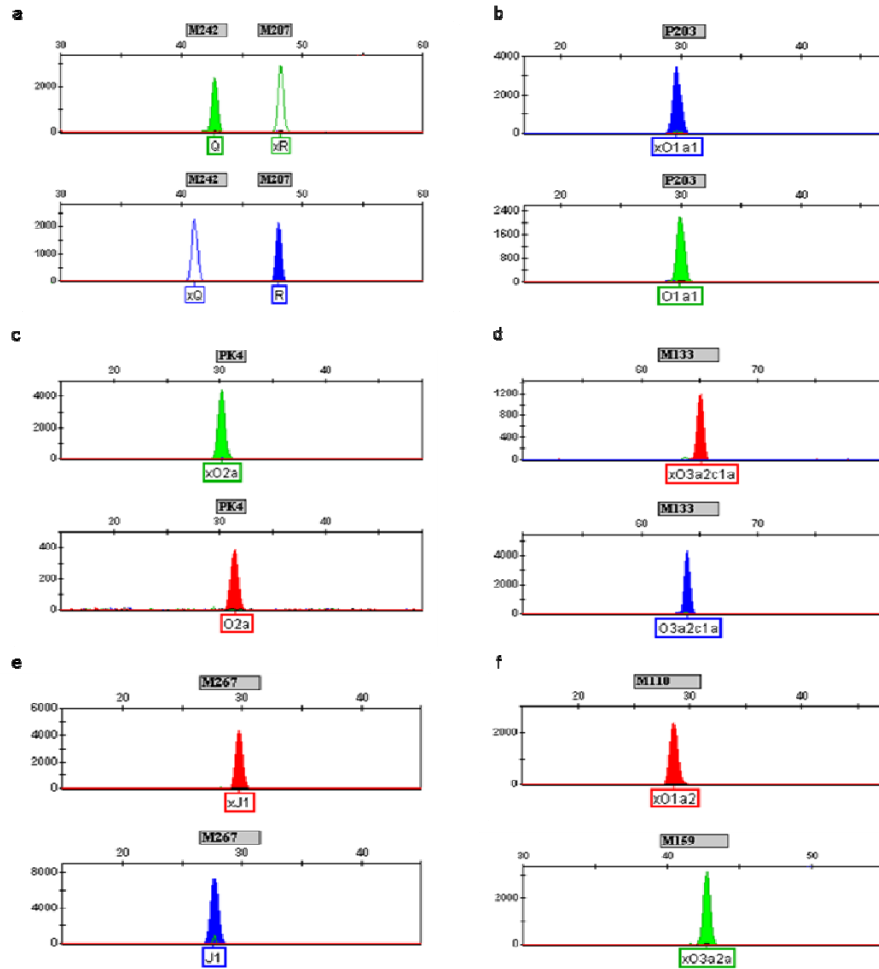 a
M242 M207
30 40 50 60
2000
0
Q xR
M242 M207
30 40 50 60
2000
1000
0
xQ R
b
P203
20 30 40
4000
2000
0
xO1a1
P203
20 30 40
2400
1600
800
0
O1a1
c
PK4
20 30 40
4000
2000
0
xO2a
PK4
20 30 40
400
200
0
O2a
d
M133
60 70
1200
800
400
0
xO3a2c1a
M133
60 70
4000
2000
0
O3a2c1a
e
M267
20 30 40
6000
4000
2000
0
xJ1
M267
20 30 40
8000
4000
0
J1
f
M110
20 30 40
2000
0
xO1a2
M159
30 40 50
2000
0
xO3a2a